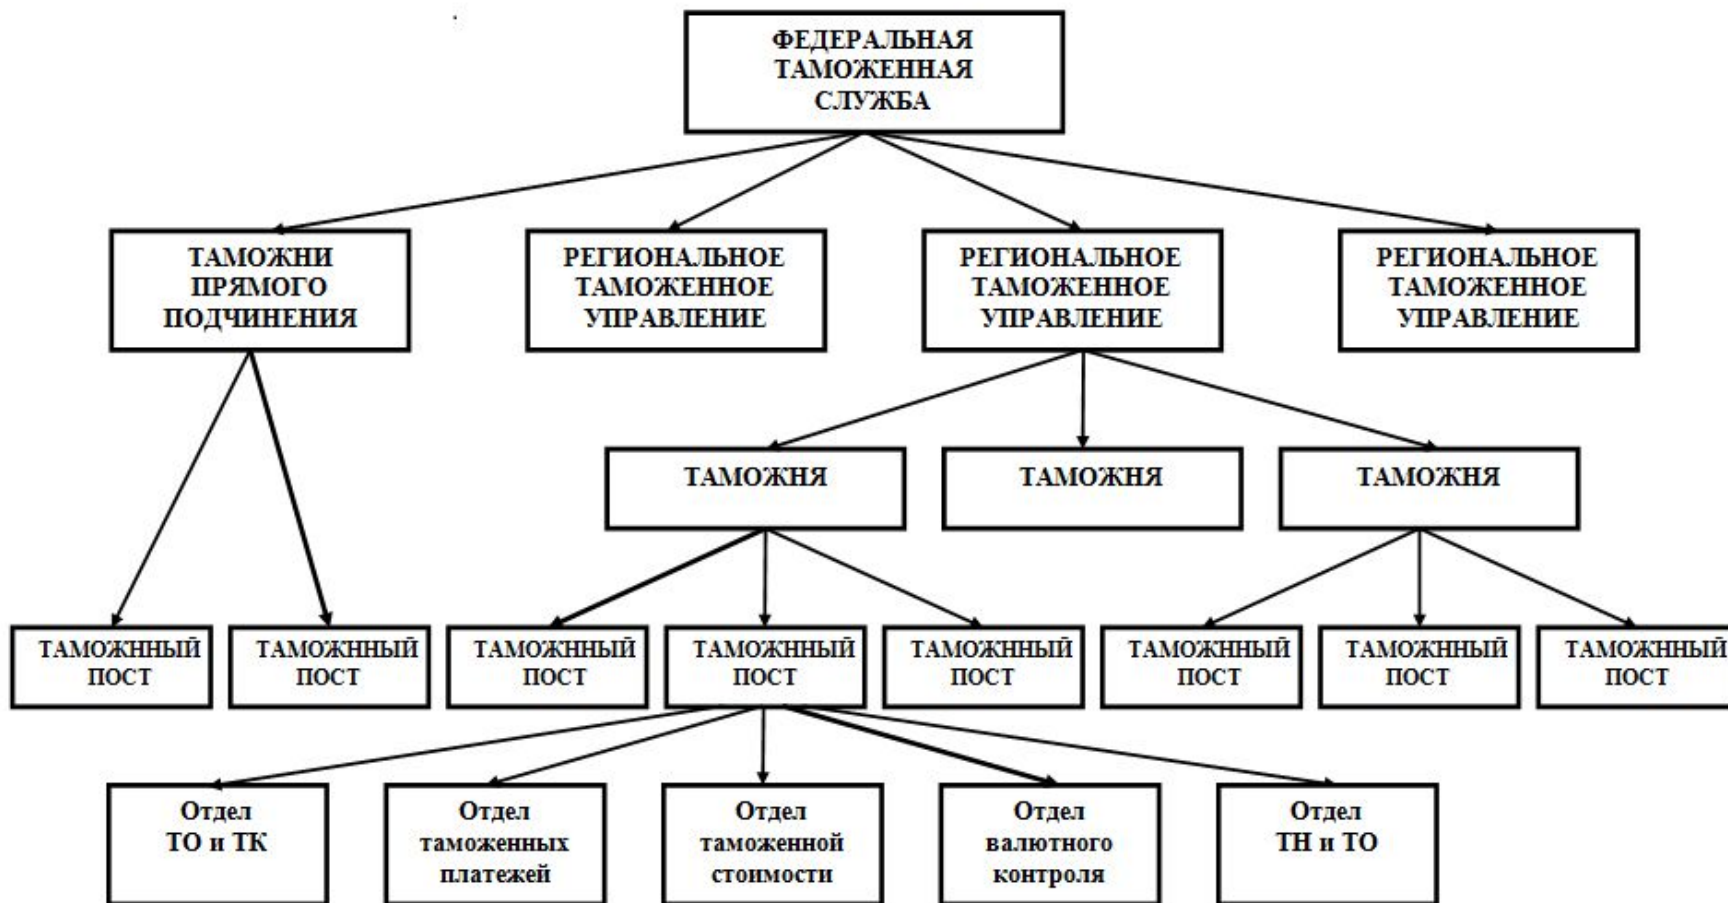 ФЕДЕРАЛЬНАЯ
ТАМОЖЕННАЯ
СЛУЖБА
ТАМОЖНИ
ПРЯМОГО
ПОДЧИНЕНИЯ
РЕГИОНАЛЬНОЕ
ТАМОЖЕННОЕ
УПРАВЛЕНИЕ
РЕГИОНАЛЬНОЕ
ТАМОЖЕННОЕ
УПРАВЛЕНИЕ
РЕГИОНАЛЬНОЕ
ТАМОЖЕННОЕ
УПРАВЛЕНИЕ
ТАМОЖНЯ
ТАМОЖНЯ
ТАМОЖНЯ
ТАМОЖННЫЙ
ПОСТ
ТАМОЖННЫЙ
ПОСТ
ТАМОЖННЫЙ
ПОСТ
ТАМОЖННЫЙ
ПОСТ
ТАМОЖННЫЙ
ПОСТ
ТАМОЖННЫЙ
ПОСТ
ТАМОЖННЫЙ
ПОСТ
ТАМОЖННЫЙ
ПОСТ
Отдел
ТО и ТК
Отдел
таможенных
платежей
Отдел
таможенной
стоимости
Отдел
валютного
контроля
Отдел
ТН и ТО